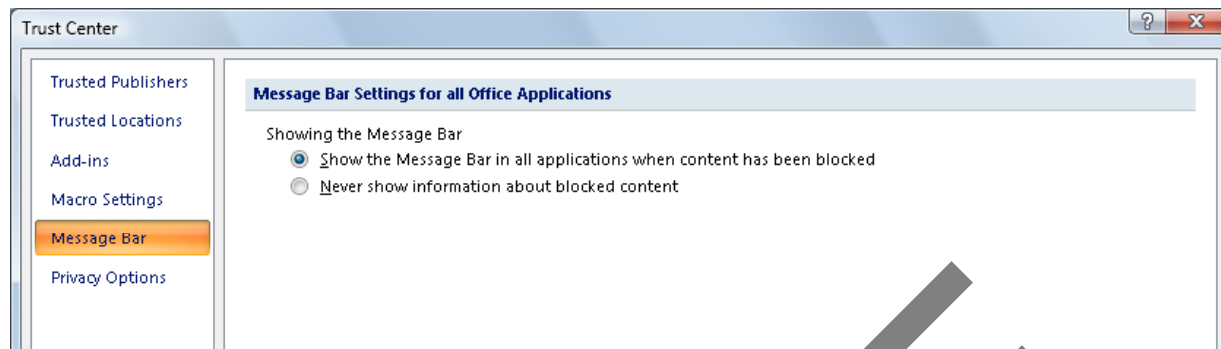 Trust Center
?
X
Trusted Publishers
Trusted Locations
Add-ins
Macro Settings
Message Bar
Privacy Options
Message Bar Settings for all Office Applications
Showing the Message Bar
Show the Message Bar in all applications when content has been blocked
Never show information about blocked content